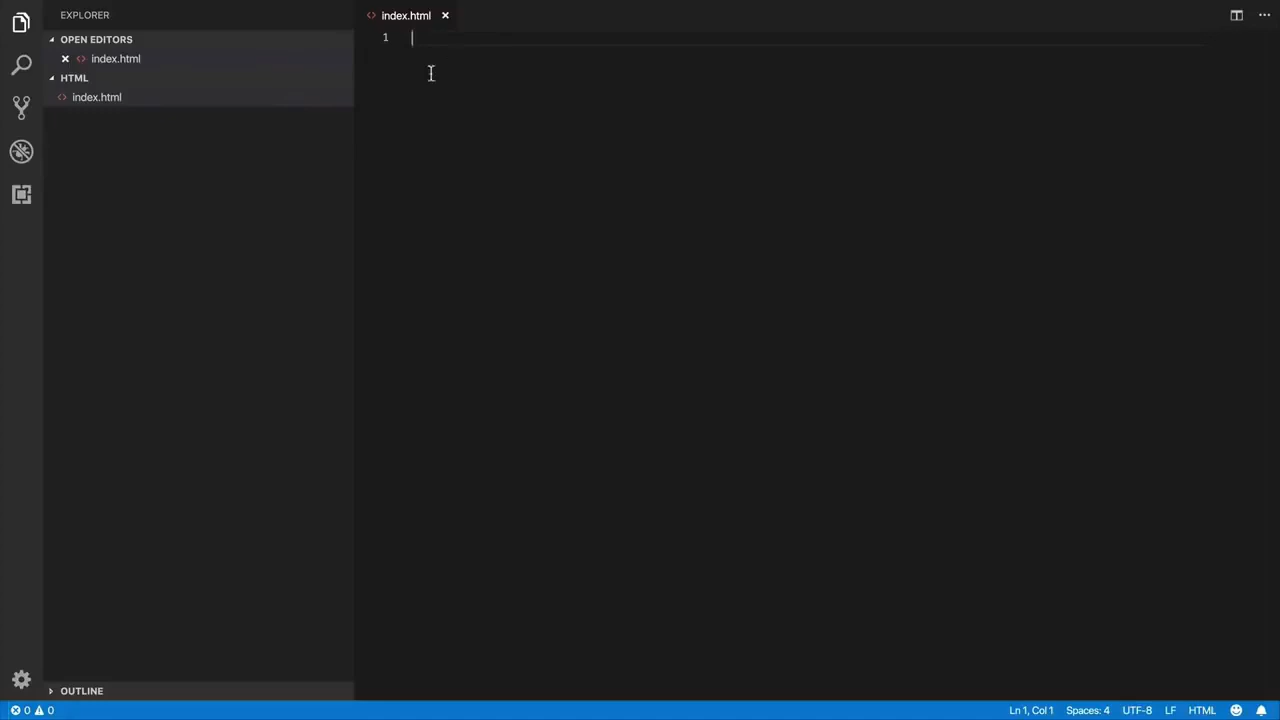 EXPLORER
index.html
OPEN EDITORS
index.html
HTML
index.html
1
OUTLINE
0 0
Ln 1, Col 1 Spaces: 4 UTF-8 LF HTML